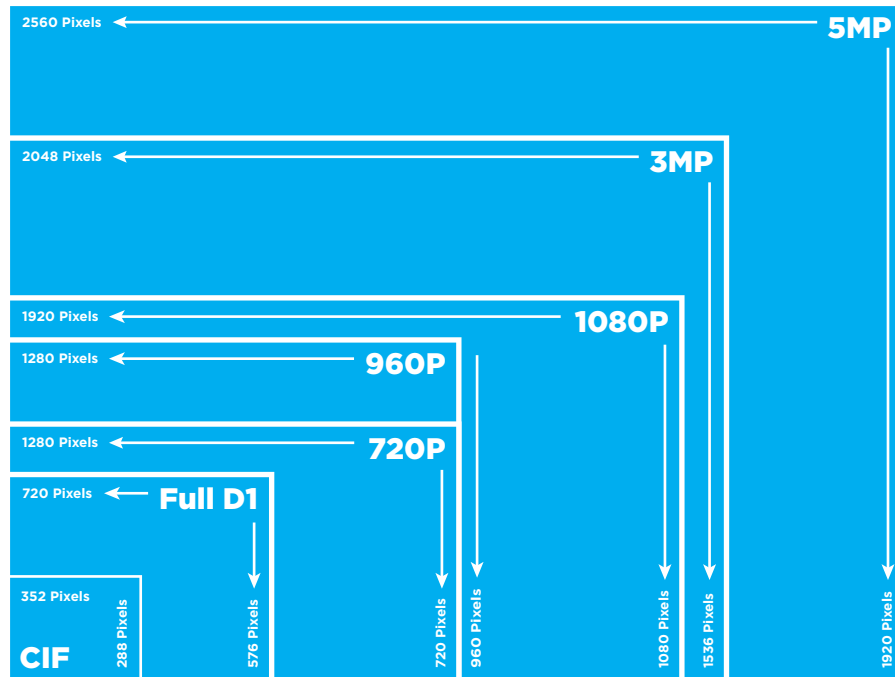 2560 Pixels
5MP
2048 Pixels
3MP
1920 Pixels
1080P
1280 Pixels
960P
1280 Pixels
720P
720 Pixels
Full D1
352 Pixels
CIF
288 Pixels
576 Pixels
720 Pixels
960 Pixels
1080 Pixels
1536 Pixels
1920 Pixels